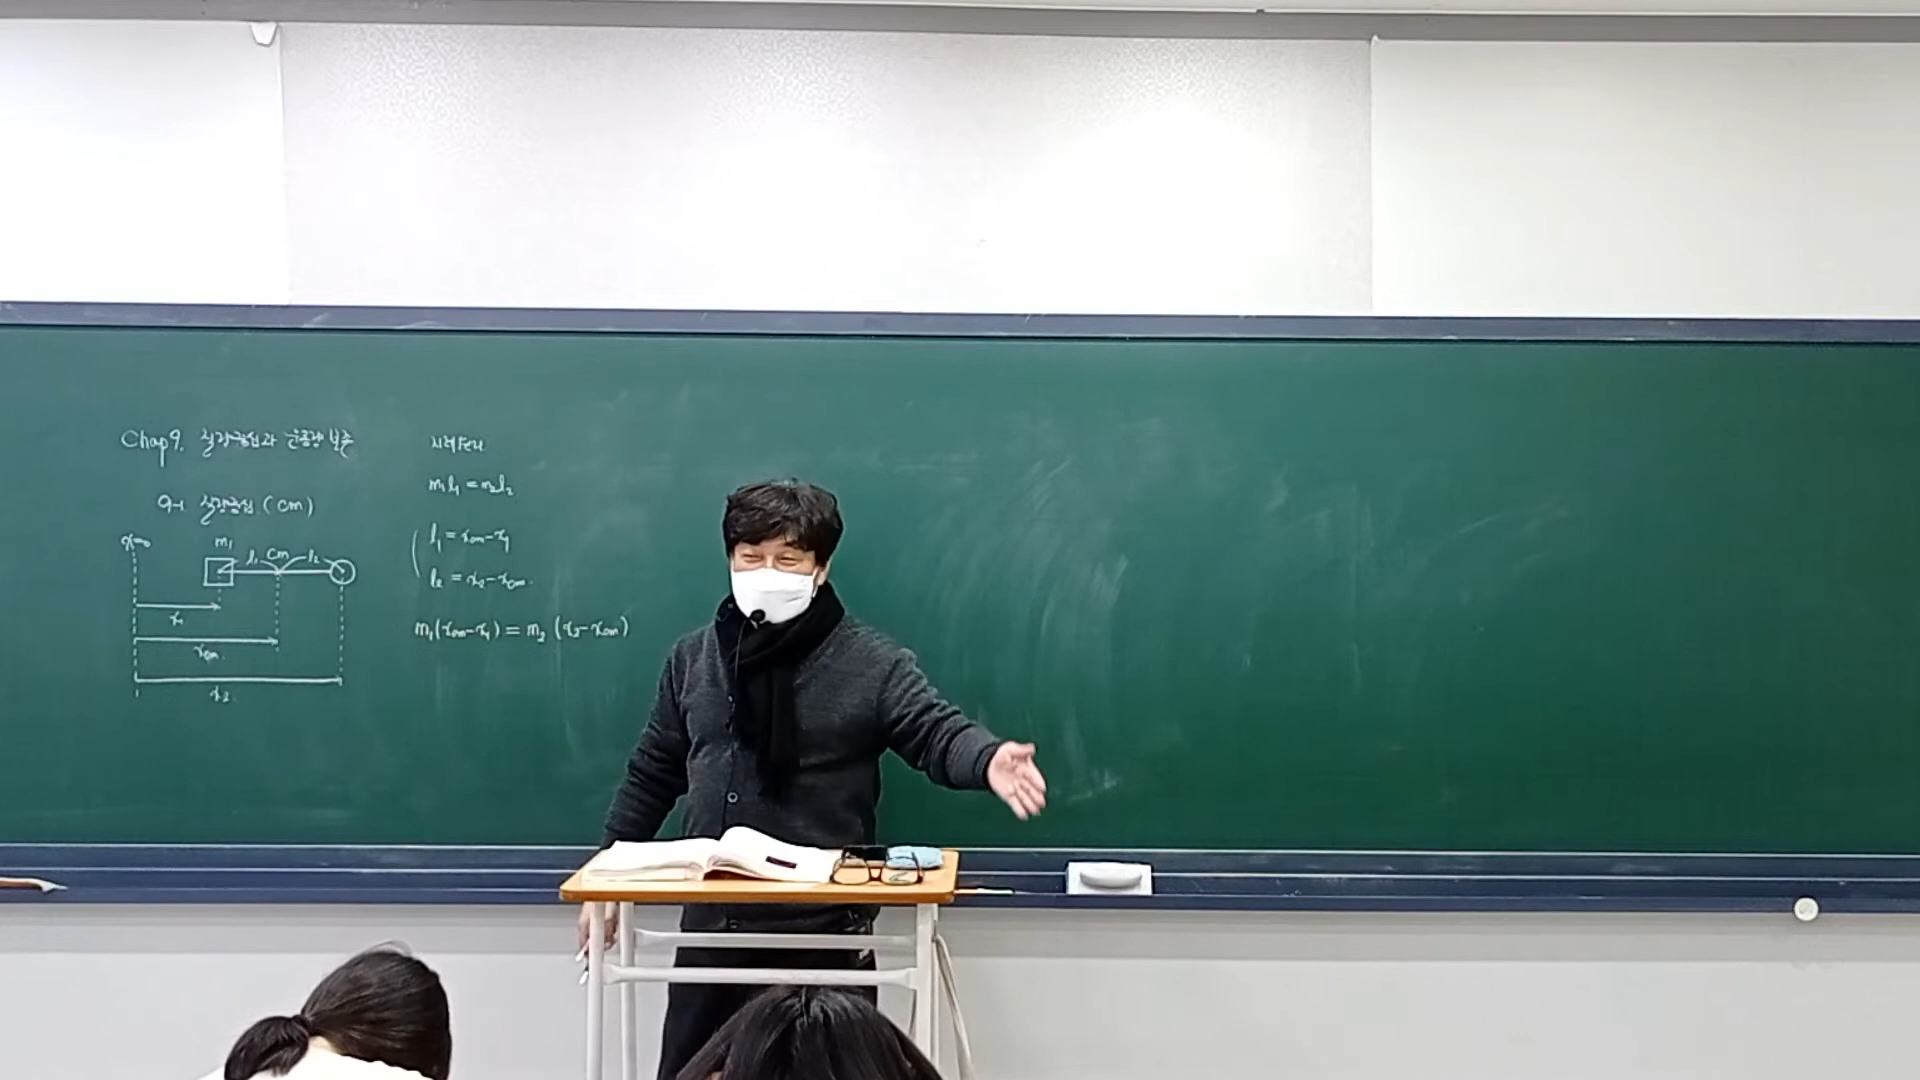 Chap 9. 질량중심과 운동량 보존
9-1 질량중심 (cm)
x=0
m₁
l₁ cm l₂
x₁
xcm.
x₂
지레원리
m₁l₁ = m₂l₂
l₁ = xcm-x₁
l₂ = x₂-xcm.
m₁(xcm-x₁) = m₂ (x₂-xcm)